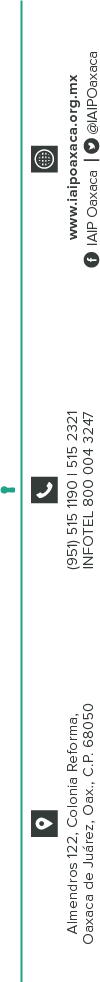 Almendros 122, Colonia Reforma,
Oaxaca de Juárez, Oax., C.P. 68050
(951) 515 1190 | 515 2321
INFOTEL 800 004 3247
www.iaipoaxaca.org.mx
IAIP Oaxaca | @IAIPOaxaca